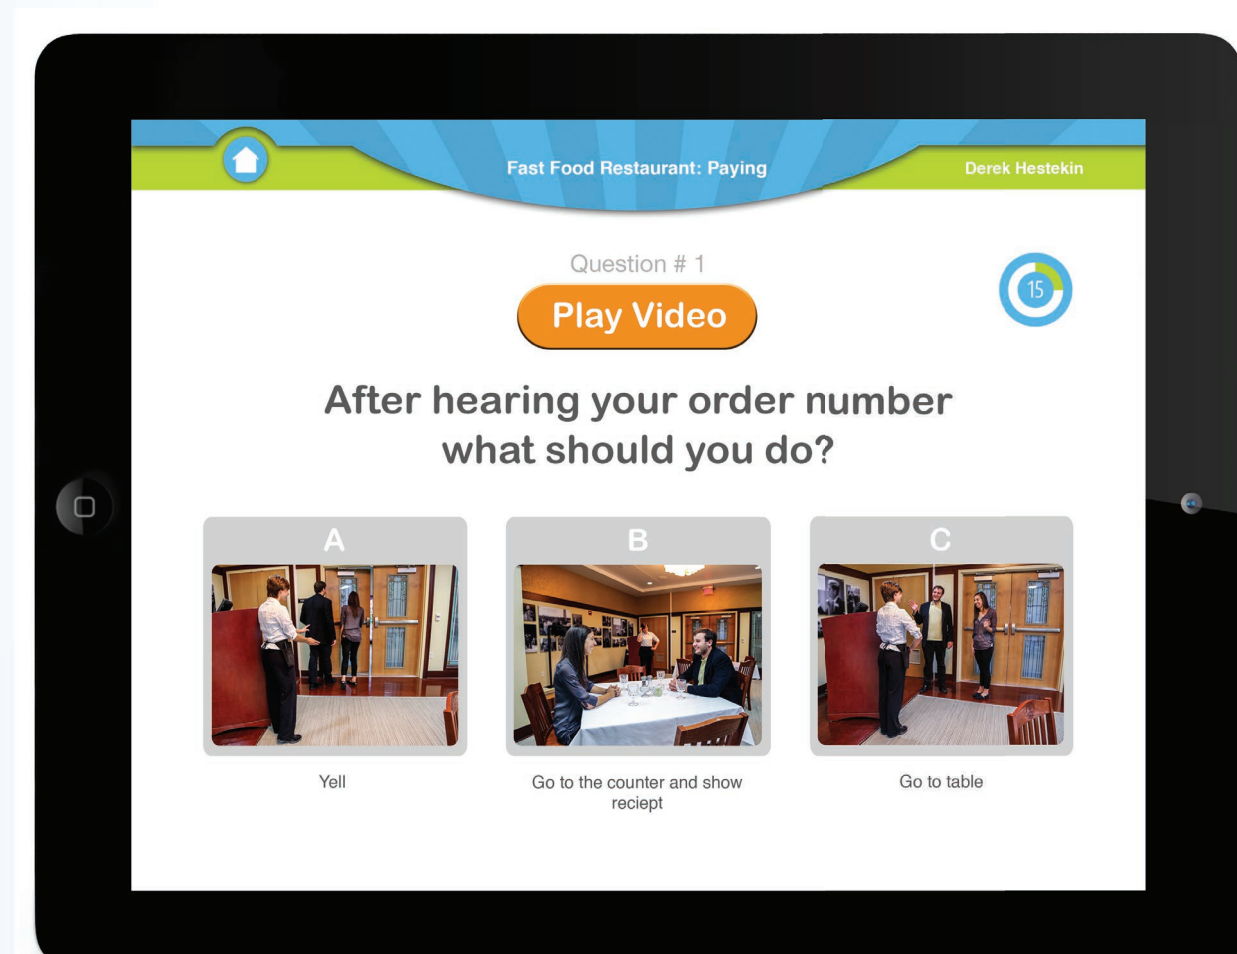 Fast Food Restaurant: Paying
Derek Hestekin
Question # 1
15
Play Video
After hearing your order number
what should you do?
A
B
C
Yell
Go to the counter and show
reciept
Go to table